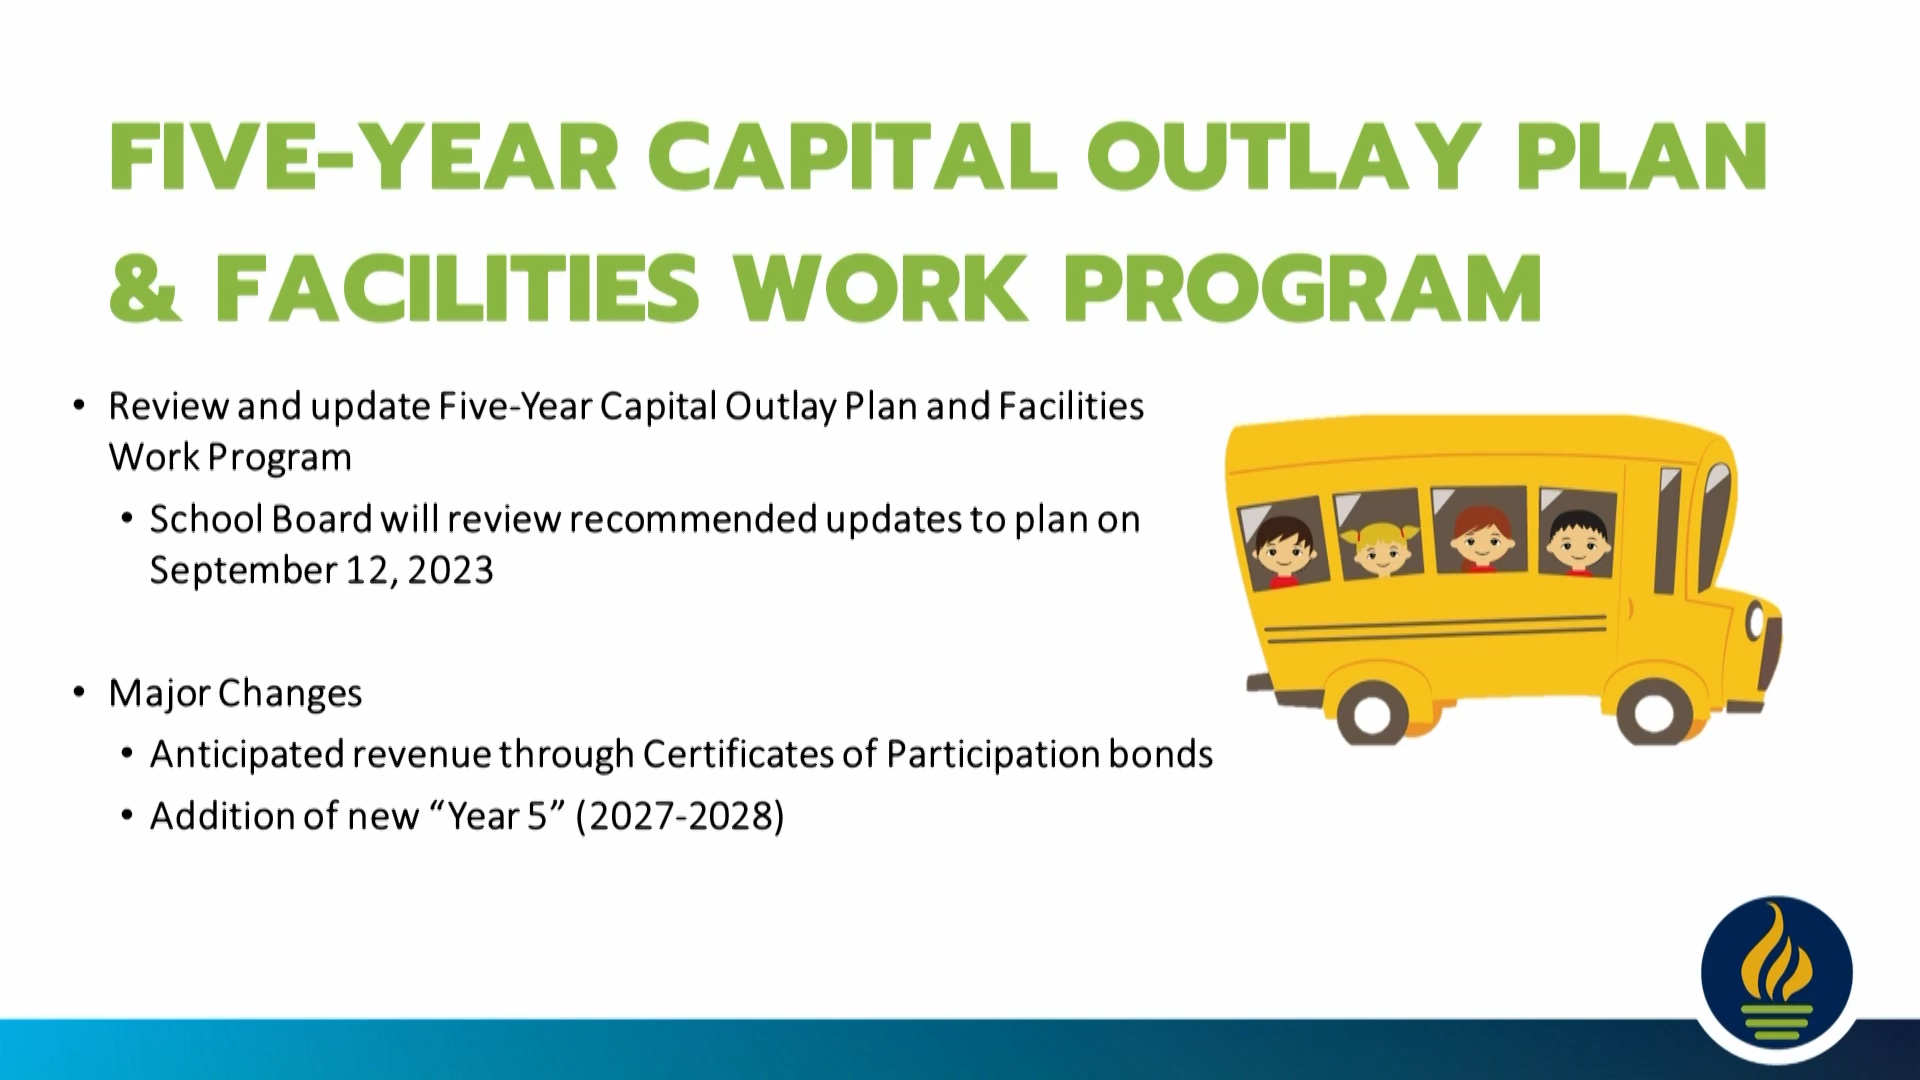 FIVE-YEAR CAPITAL OUTLAY PLAN
& FACILITIES WORK PROGRAM
• Review and update Five-Year Capital Outlay Plan and Facilities
Work Program
• School Board will review recommended updates to plan on
September 12, 2023
• Major Changes
• Anticipated revenue through Certificates of Participation bonds
• Addition of new “Year 5” (2027-2028)